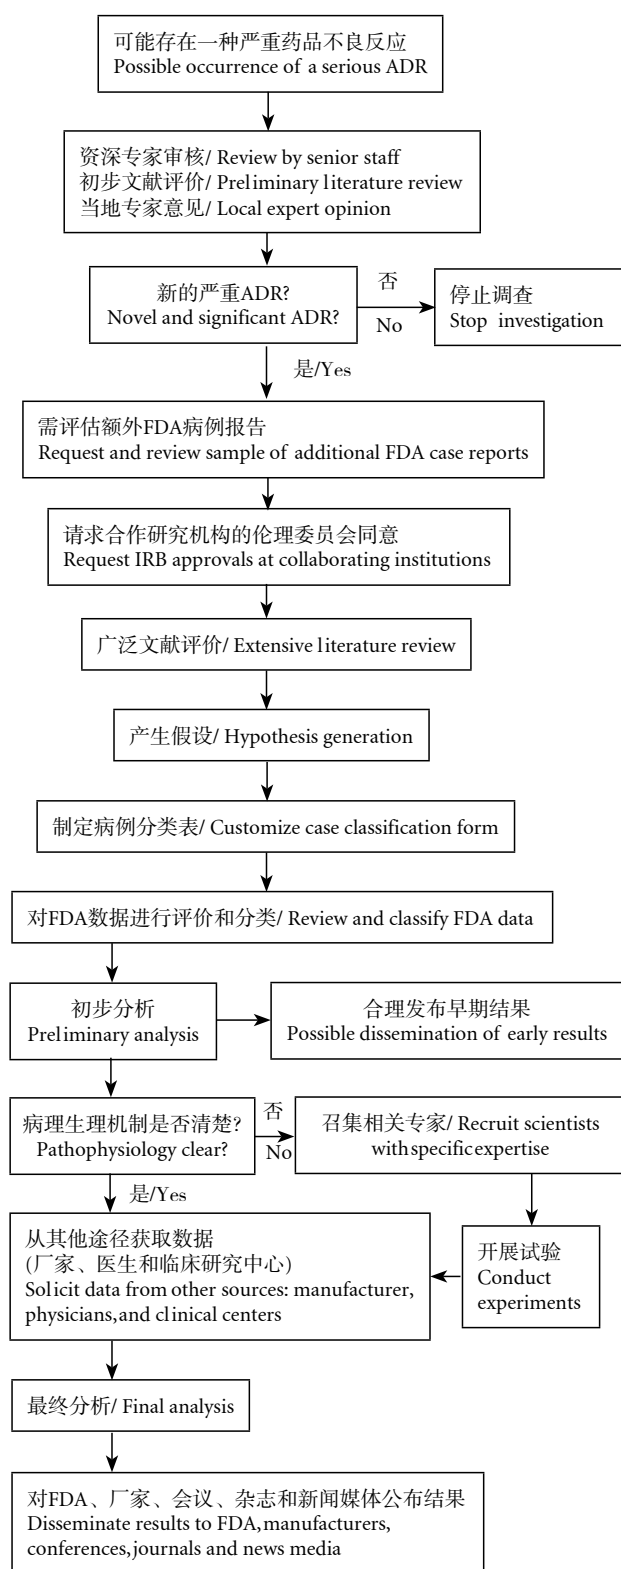 可能存在一种严重药品不良反应
Possible occurrence of a serious ADR
资深专家审核/ Review by senior staff
初步文献评价/ Preliminary literature review
当地专家意见/ Local expert opinion
新的严重ADR?
Novel and significant ADR?
否
No
停止调查
Stop investigation
是/Yes
需评估额外FDA病例报告
Request and review sample of additional FDA case reports
请求合作研究机构的伦理委员会同意
Request IRB approvals at collaborating institutions
广泛文献评价/ Extensive literature review
产生假设/ Hypothesis generation
制定病例分类表/ Customize case classification form
对FDA数据进行评价和分类/ Review and classify FDA data
初步分析
Preliminary analysis
合理发布早期结果
Possible dissemination of early results
病理生理机制是否清楚?
Pathophysiology clear?
否
No
召集相关专家/ Recruit scientists
with specific expertise
是/Yes
从其他途径获取数据
(厂家、医生和临床研究中心)
Solicit data from other sources: manufacturer,
physicians,and clinical centers
开展试验
Conduct
experiments
最终分析/ Final analysis
对FDA、厂家、会议、杂志和新闻媒体公布结果
Disseminate results to FDA,manufacturers,
conferences,journals and news media